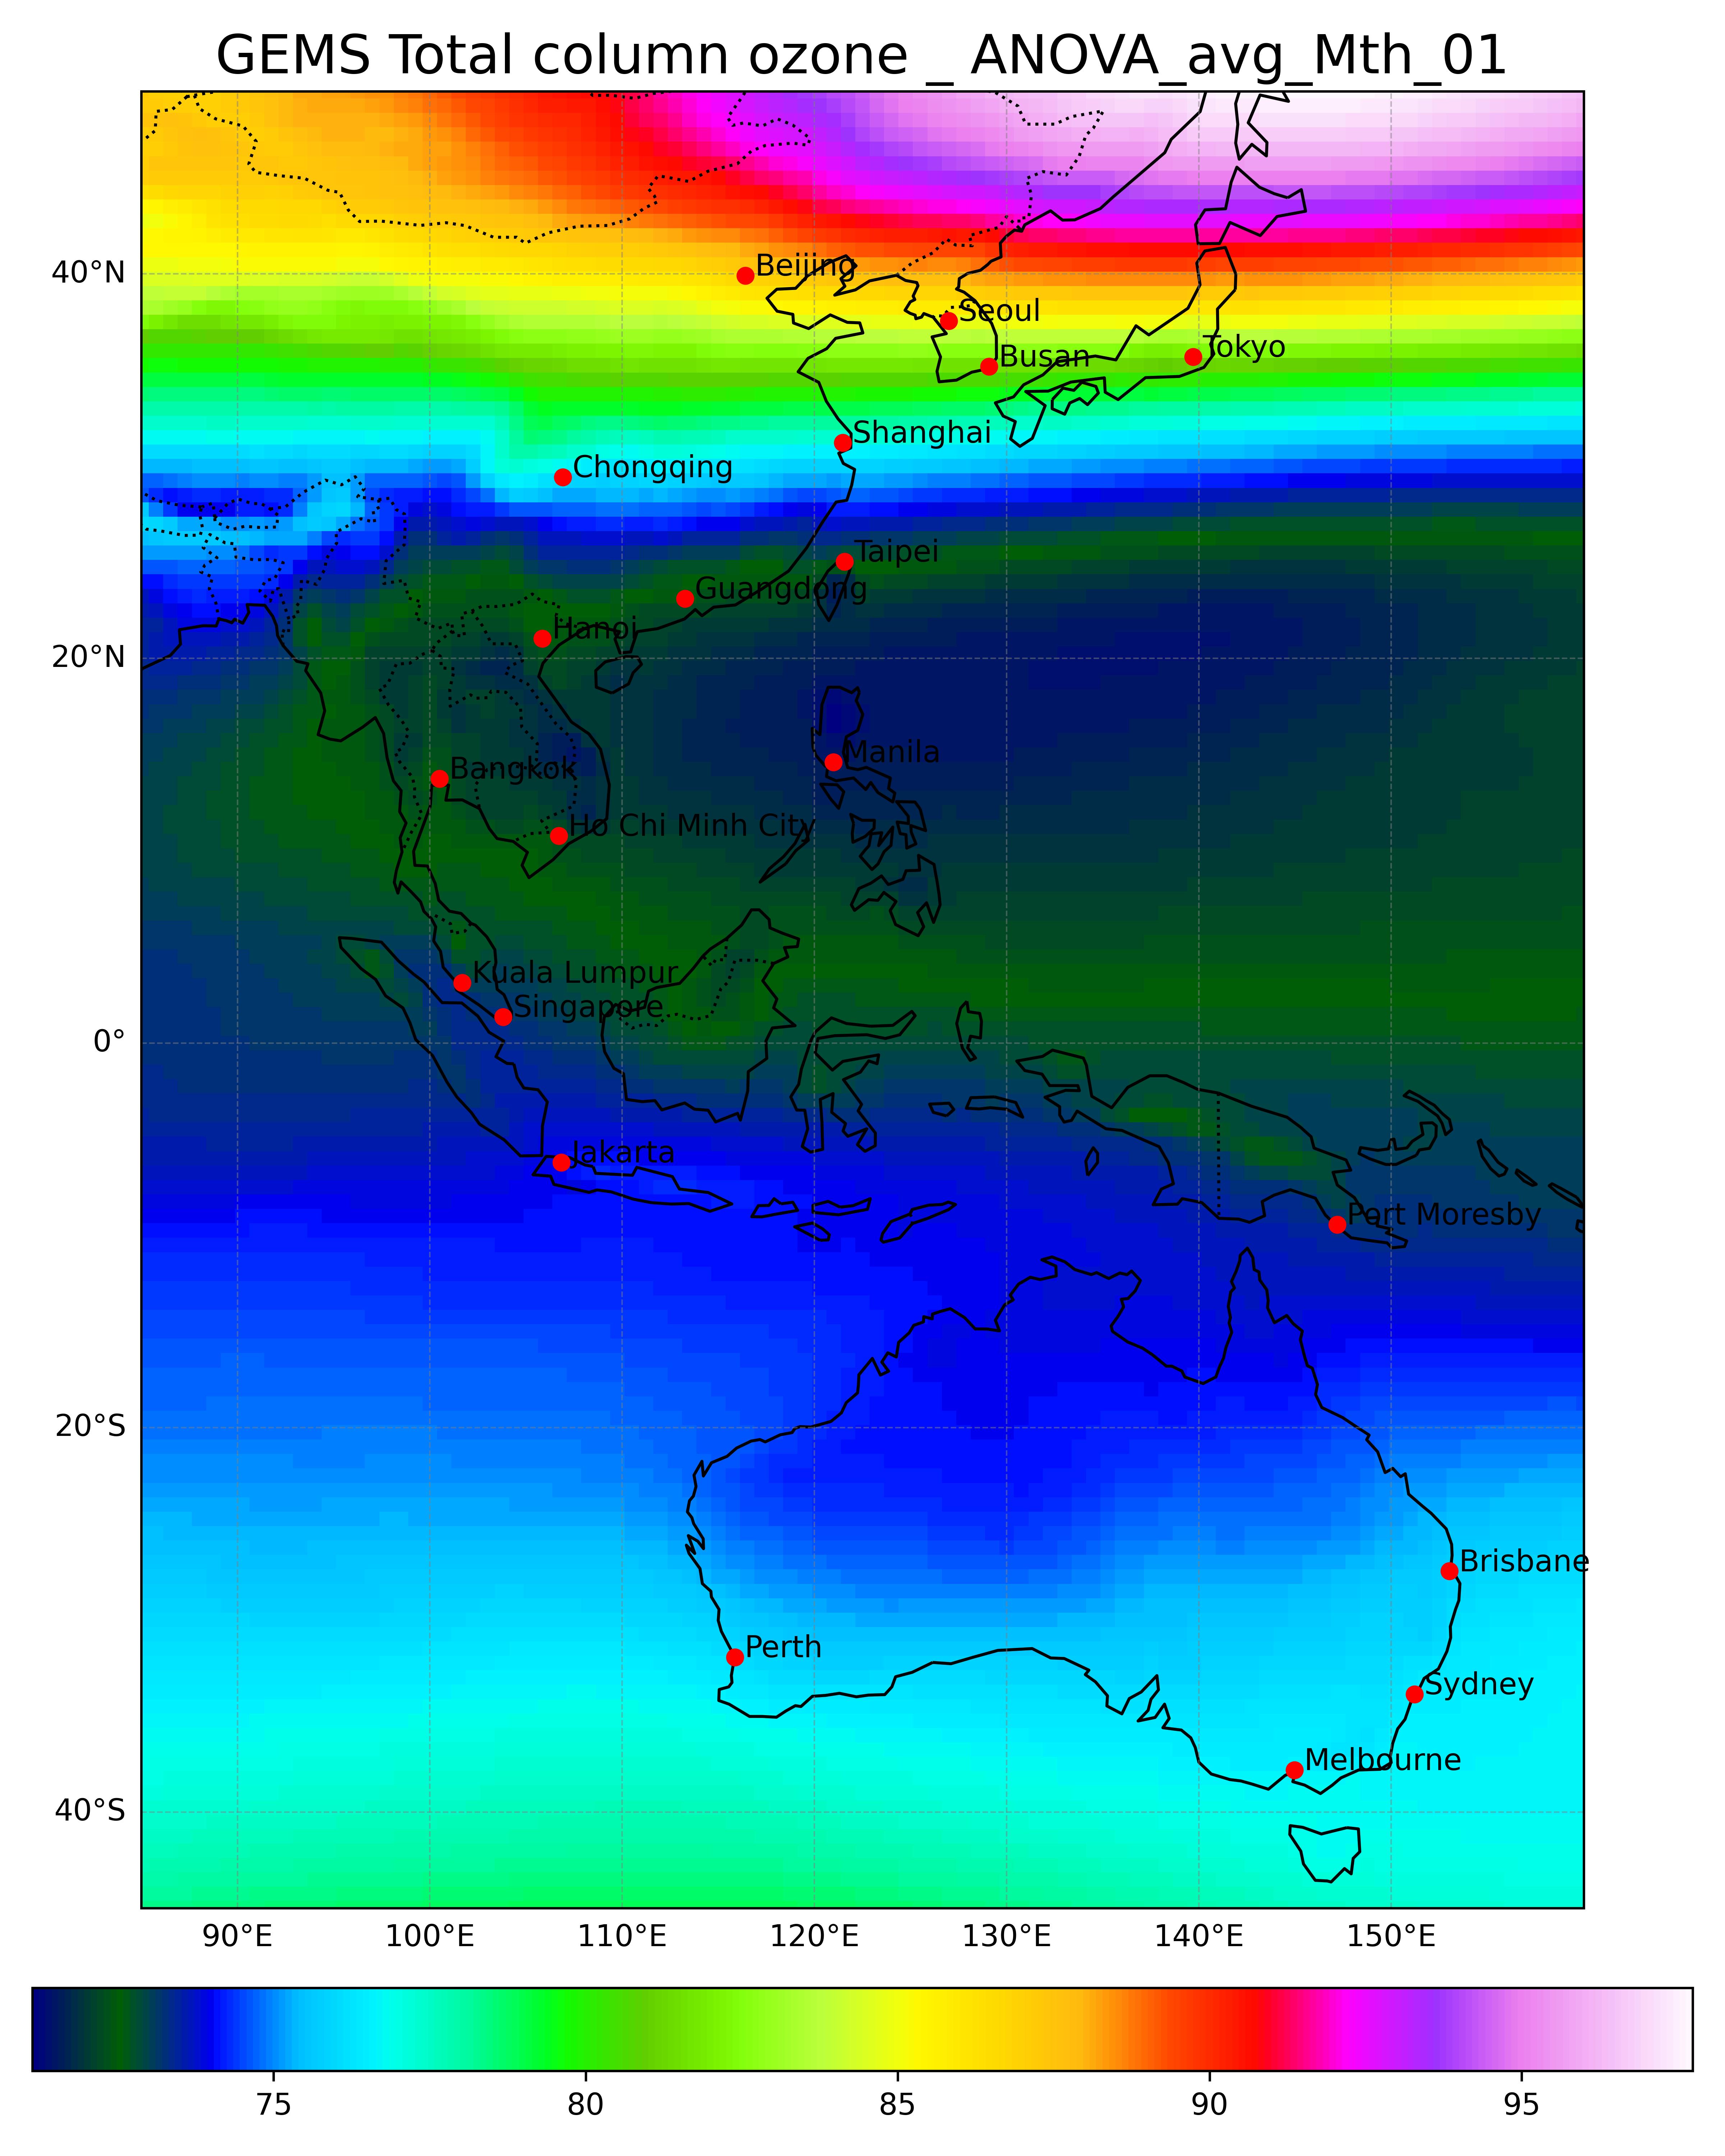 GEMS Total column ozone _ ANOVA_avg_Mth_01
Beijing
40°N
Seoul
Busan
Tokyo
Shanghai
Chongqing
Taipei
Guangdong
Hanoi
20°N
Manila
Bangkok
Ho Chi Minh City
Kuala Lumpur
Singapore
0°
Jakarta
Port Moresby
20°S
Brisbane
Perth
Sydney
Melbourne
40°S
90°E 100°E 110°E 120°E 130°E 140°E 150°E
75 80 85 90 95